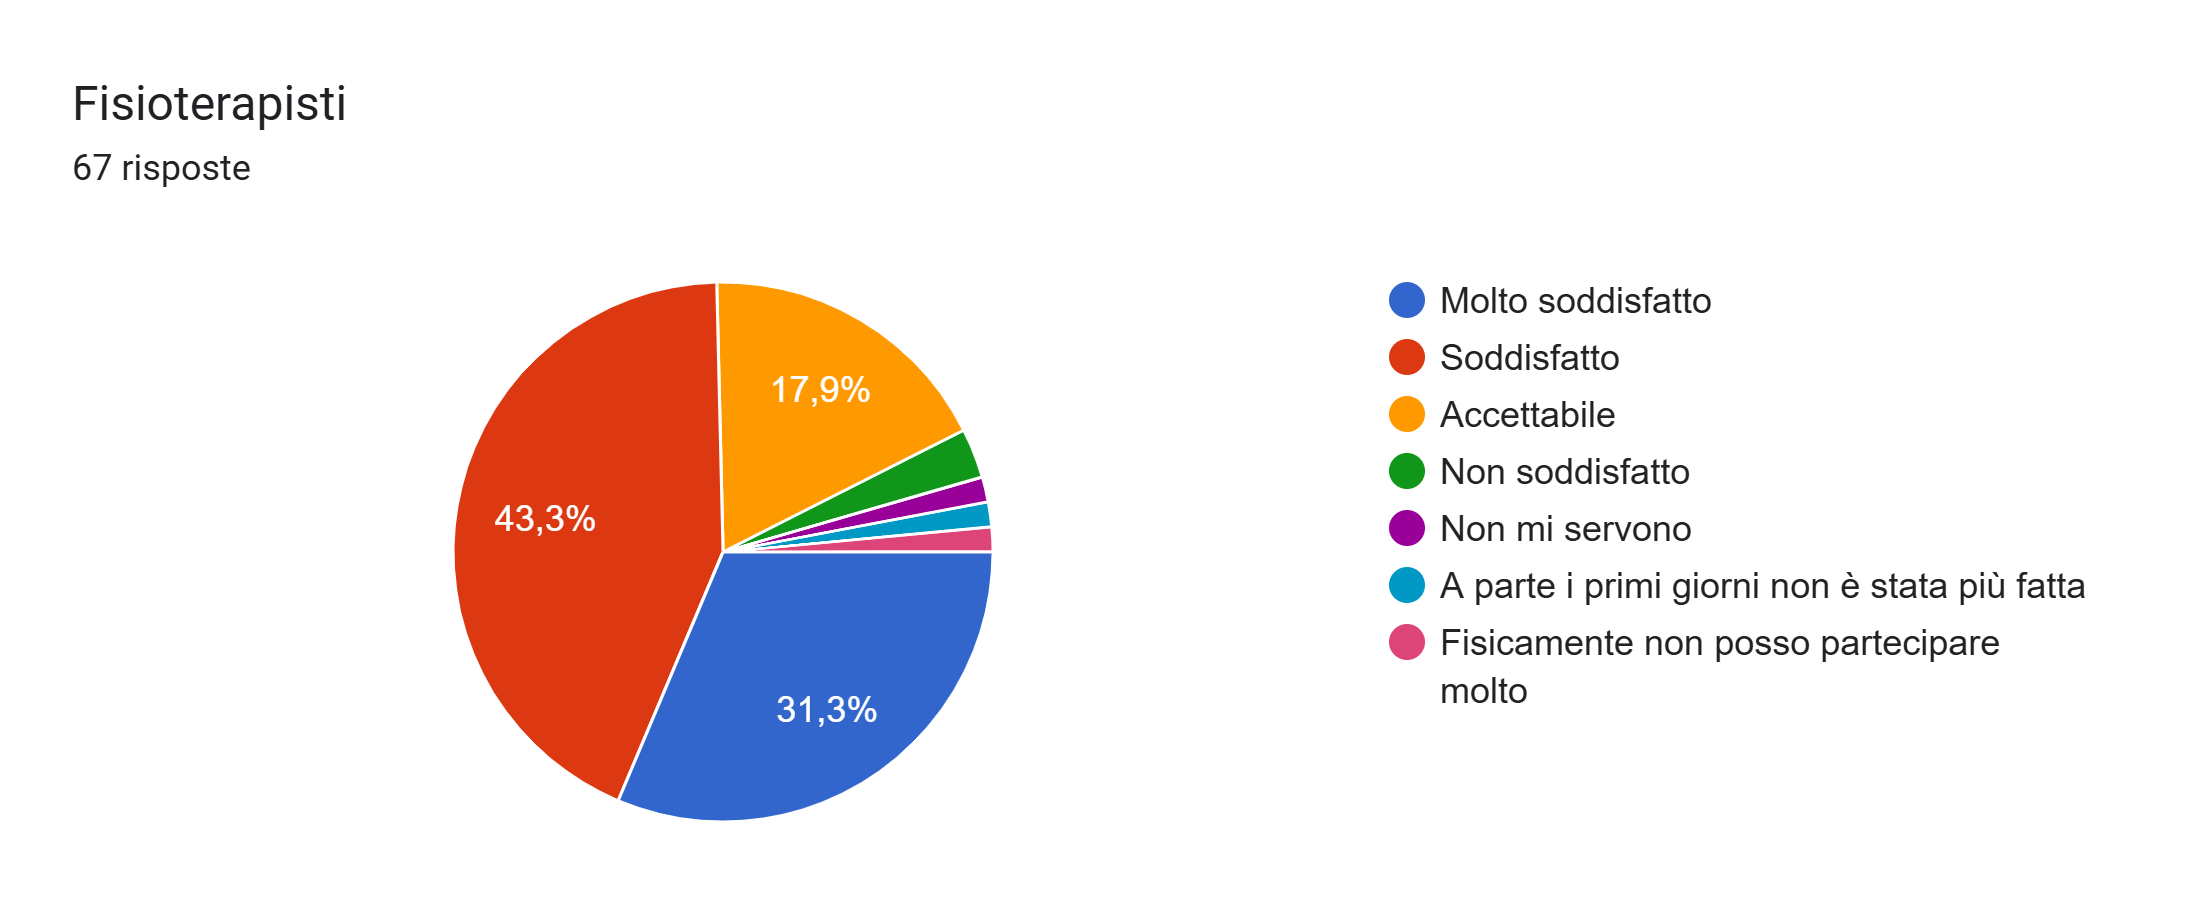 Fisioterapisti
67 risposte
17,9%
43,3%
31,3%
Molto soddisfatto
Soddisfatto
Accettabile
Non soddisfatto
Non mi servono
A parte i primi giorni non è stata più fatta
Fisicamente non posso partecipare
molto